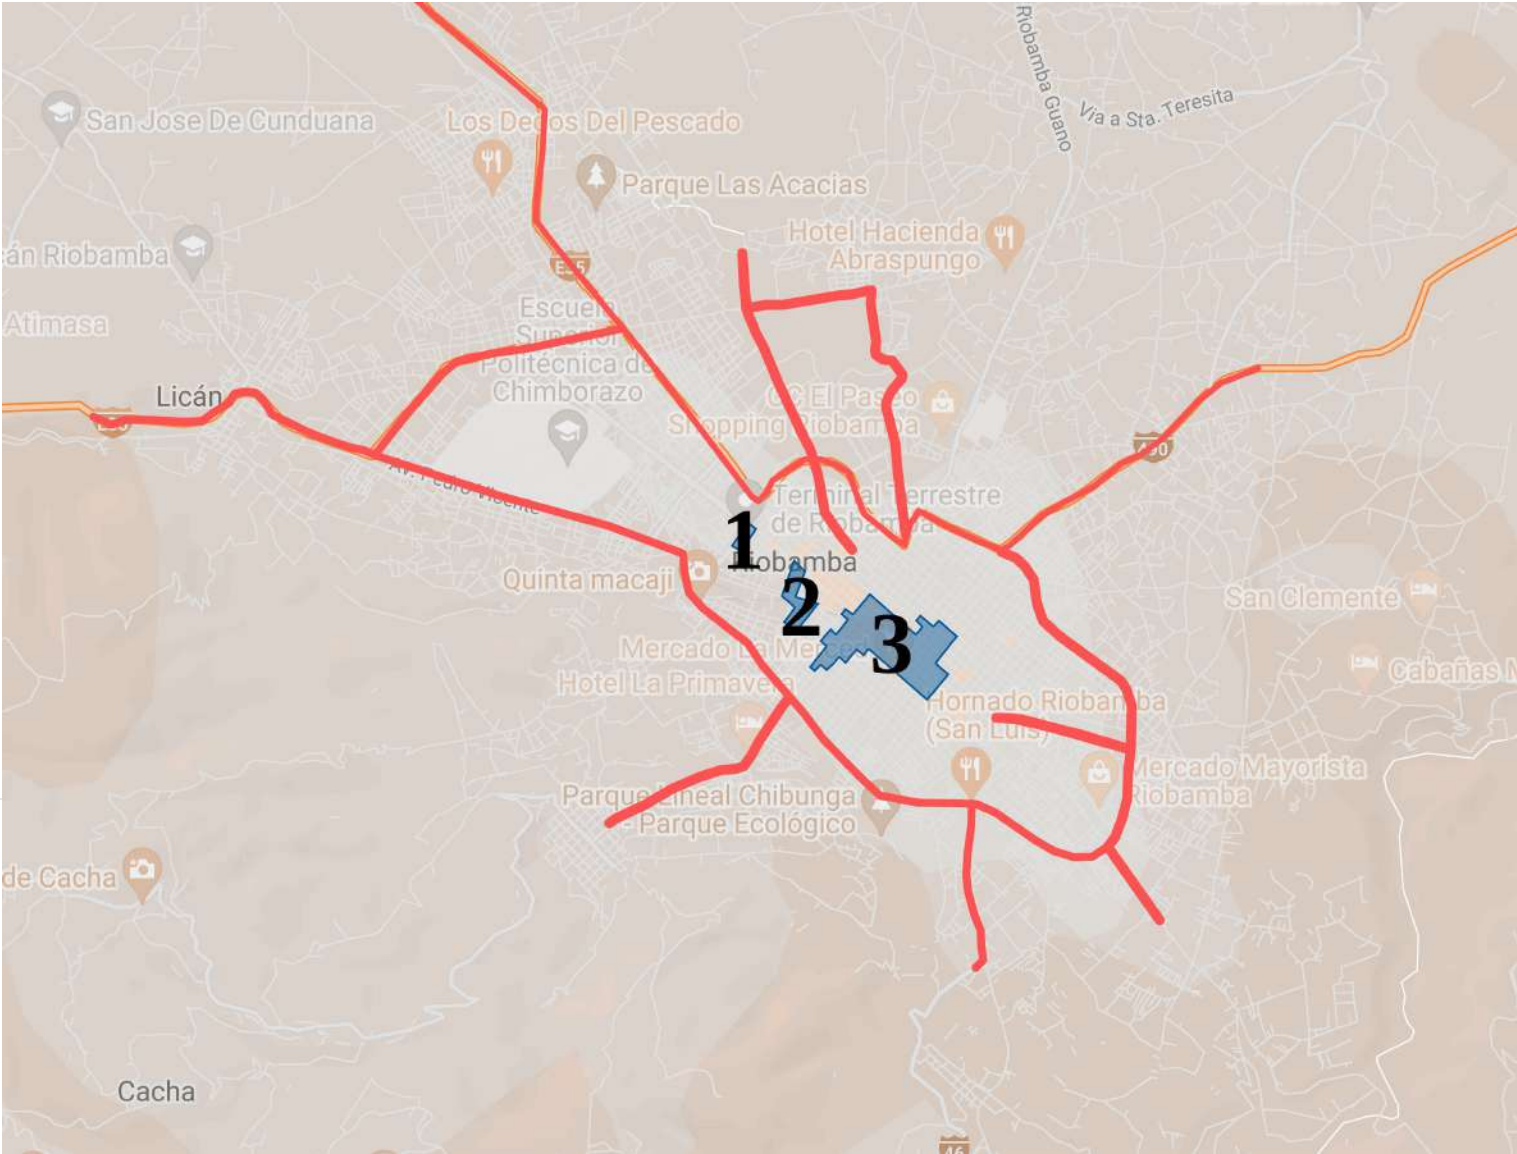 Riobamba Guano
Via a Sta. Teresita
San Jose De Cunduana
Los Decos Del Pescado
Parque Las Acacias
Hotel Hacienda
Abraspungo
án Riobamba
E35
Atimasa
Escuela
Superior
Politécnica de
Chimborazo
Licán
CC El Paseo
Shopping Riobamba
Av. Pedro Vicente
Terminal Terrestre
de Riobamba
1
Riobamba
Quinta macaji
2
San Clemente
3
Mercado La Merced
Hotel La Primavera
Cabañas M
Hornado Riobamba
(San Luis)
Mercado Mayorista
Riobamba
Parque Lineal Chibunga
- Parque Ecológico
de Cacha
Cacha
46